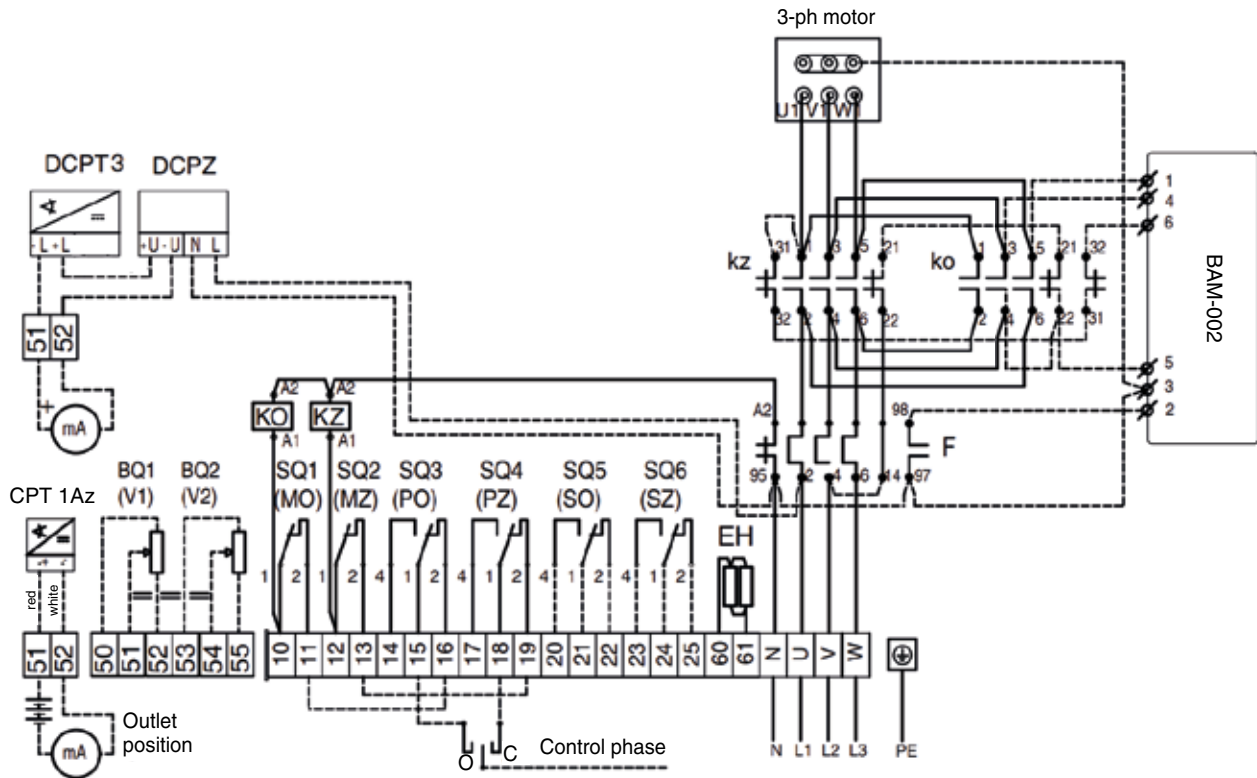 3-ph motor
U1 V1 W1
DCPT3 DCPZ
- L + L +U - U N L
51 52
+
mA
1
4
6
BAM-002
5
3
2
31 1 3 5 21 1 3 5 21 32
kz ko
32 2 4 6 22 2 4 6 22 31
A2 A2
KO KZ
A1 A1
A2 98
F
95 2 4 6 14 97
CPT 1Az
- + -
red
white
BQ1 BQ2
(V1) (V2)
SQ1 SQ2 SQ3 SQ4 SQ5 SQ6
(MO) (MZ) (PO) (PZ) (SO) (SZ)
EH
1 2 1 2 4 1 2 4 1 2 4 1 2 4 1 2
51 52 50 51 52 53 54 55 10 11 12 13 14 15 16 17 18 19 20 21 22 23 24 25 60 61 N U V W
Outlet
position
mA
O C
Control phase
N L1 L2 L3 PE